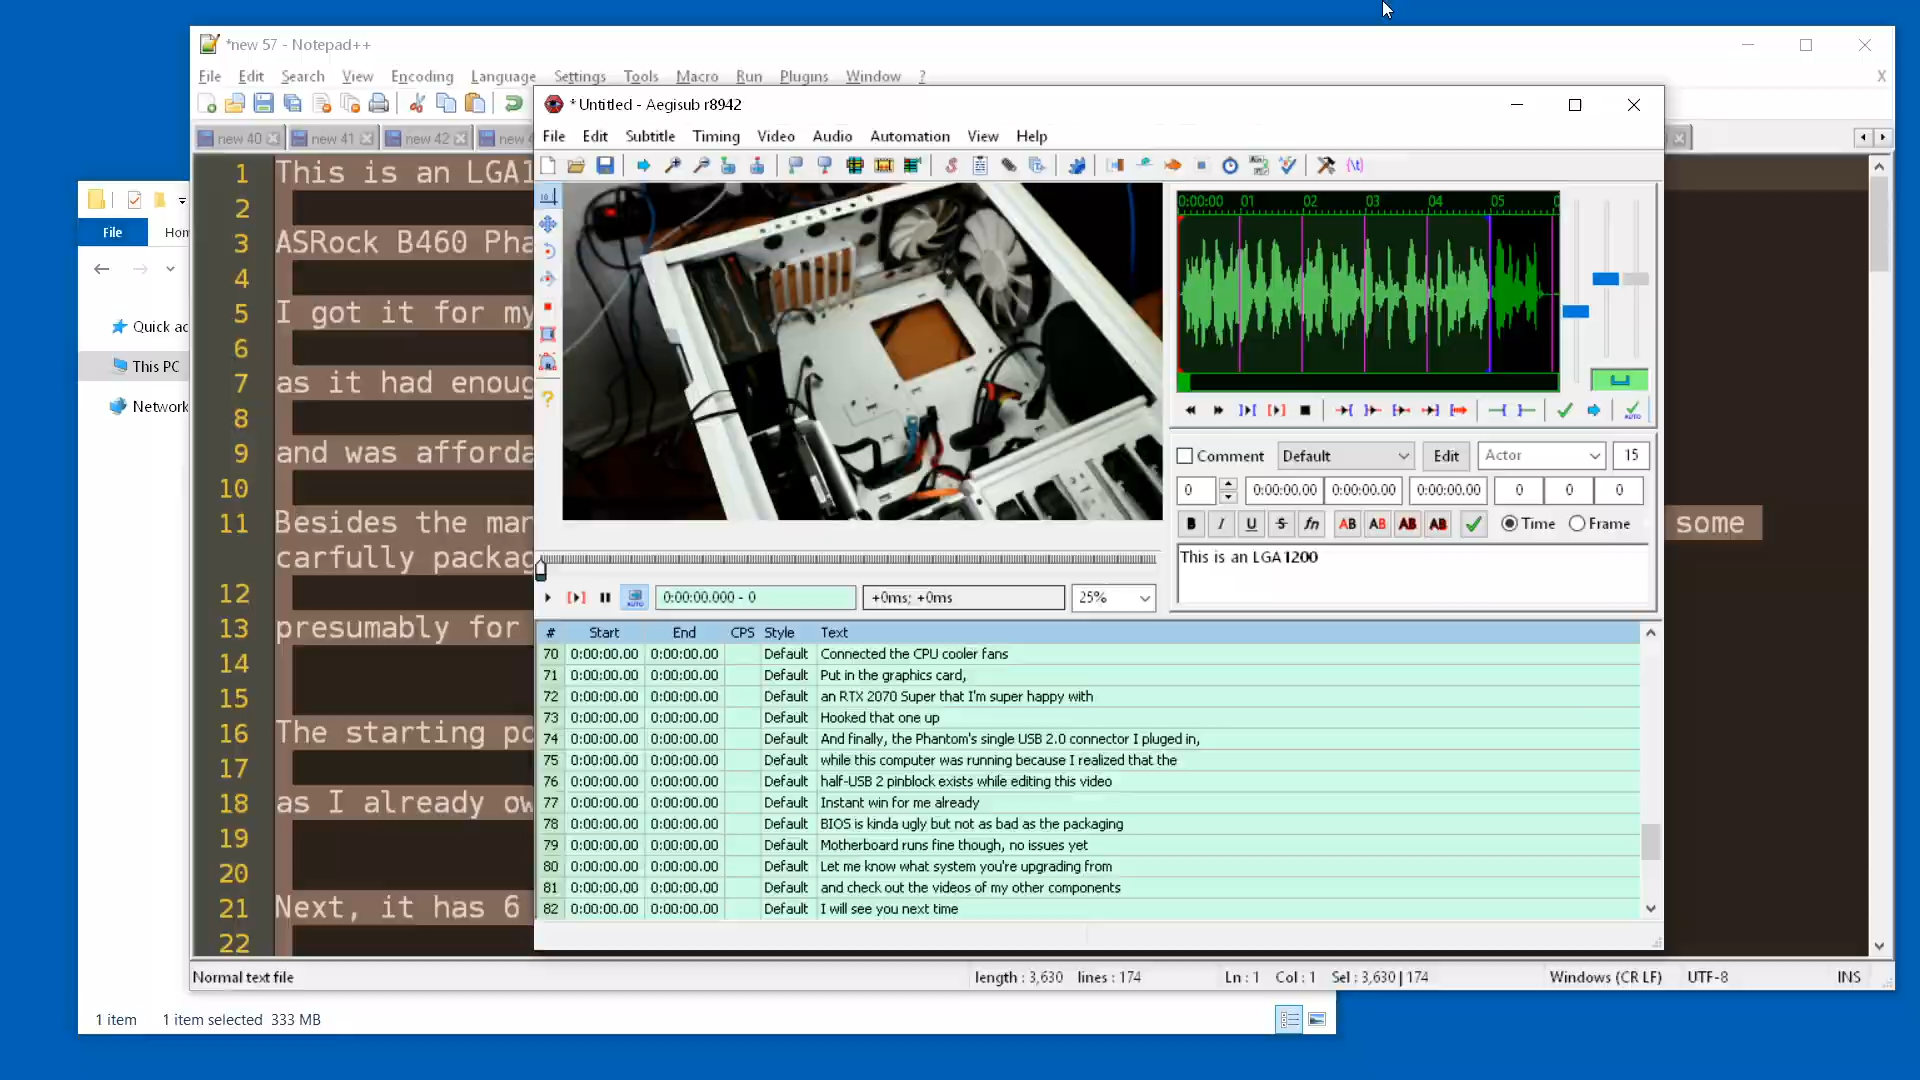 *new 57 - Notepad++
File Edit Search View Encoding Language Settings Tools Macro Run Plugins Window ?
X
new 40 new 41 new 42 new
1 This is an LGA1
2
3 ASRock B460 Pha
4
5 I got it for my
6
7 as it had enoug
8
9 and was afforda
10
11 Besides the mar some
carfully packag
12
13 presumably for
14
15
16 The starting po
17
18 as I already ow
19
20
21 Next, it has 6
22
Normal text file length : 3,630 lines : 174 Ln : 1 Col : 1 Sel : 3,630 | 174 Windows (CR LF) UTF-8 INS
File Hom
Quick ac
This PC
Network
1 item 1 item selected 333 MB
* Untitled - Aegisub r8942
File Edit Subtitle Timing Video Audio Automation View Help
0:00:00 01 02 03 04 05
Comment Default Edit Actor 15
0 0:00:00.00 0:00:00.00 0:00:00.00 0 0 0
B I U S fn AB AB AB AB Time Frame
This is an LGA1200
AUTO 0:00:00.000 - 0 +0ms; +0ms 25%
# Start End CPS Style Text
70 0:00:00.00 0:00:00.00 Default Connected the CPU cooler fans
71 0:00:00.00 0:00:00.00 Default Put in the graphics card,
72 0:00:00.00 0:00:00.00 Default an RTX 2070 Super that I'm super happy with
73 0:00:00.00 0:00:00.00 Default Hooked that one up
74 0:00:00.00 0:00:00.00 Default And finally, the Phantom's single USB 2.0 connector I pluged in,
75 0:00:00.00 0:00:00.00 Default while this computer was running because I realized that the
76 0:00:00.00 0:00:00.00 Default half-USB 2 pinblock exists while editing this video
77 0:00:00.00 0:00:00.00 Default Instant win for me already
78 0:00:00.00 0:00:00.00 Default BIOS is kinda ugly but not as bad as the packaging
79 0:00:00.00 0:00:00.00 Default Motherboard runs fine though, no issues yet
80 0:00:00.00 0:00:00.00 Default Let me know what system you're upgrading from
81 0:00:00.00 0:00:00.00 Default and check out the videos of my other components
82 0:00:00.00 0:00:00.00 Default I will see you next time